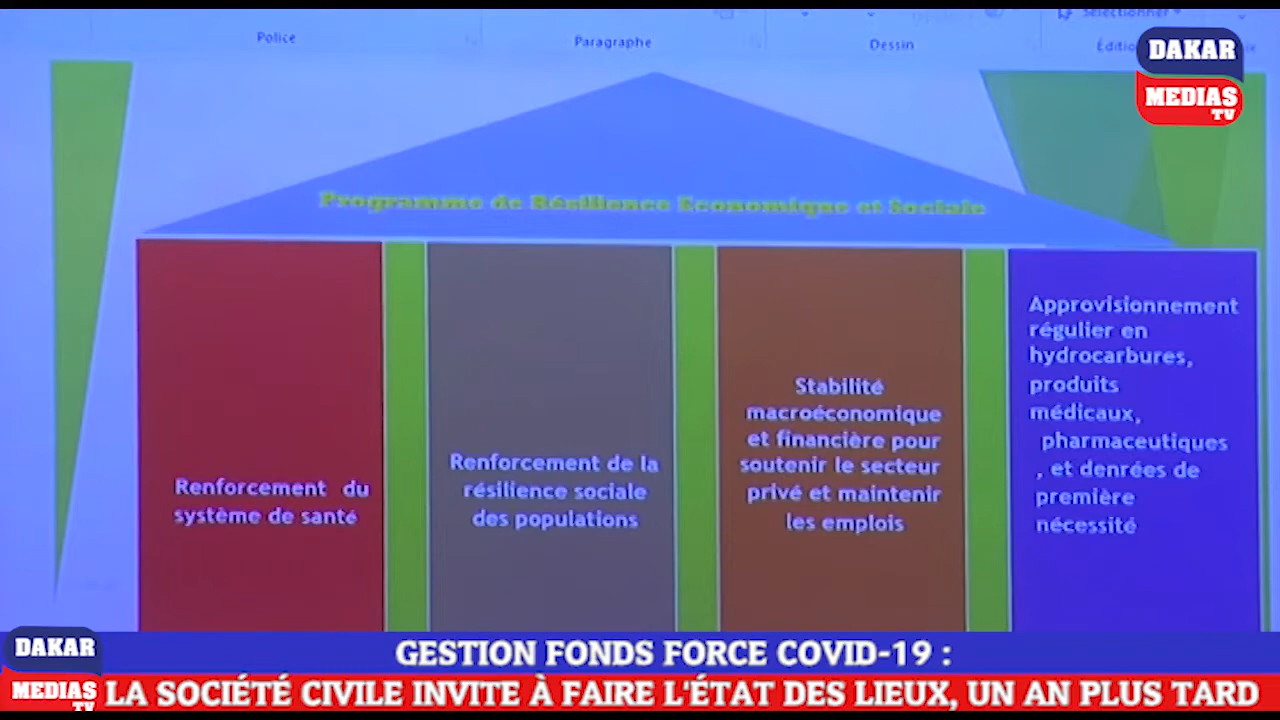 Police
Paragraphe
Dessin
Sélectionner
DAKAR
MEDIAS
TV
Programme de Résilience Economique et Sociale
Renforcement du
système de santé
Renforcement de la
résilience sociale
des populations
Stabilité
macroéconomique
et financière pour
soutenir le secteur
privé et maintenir
les emplois
Approvisionnement
régulier en
hydrocarbures,
produits
médicaux,
pharmaceutiques
, et denrées de
première
nécessité
DAKAR
MEDIAS
TV
GESTION FONDS FORCE COVID-19 :
LA SOCIÉTÉ CIVILE INVITE À FAIRE L'ÉTAT DES LIEUX, UN AN PLUS TARD